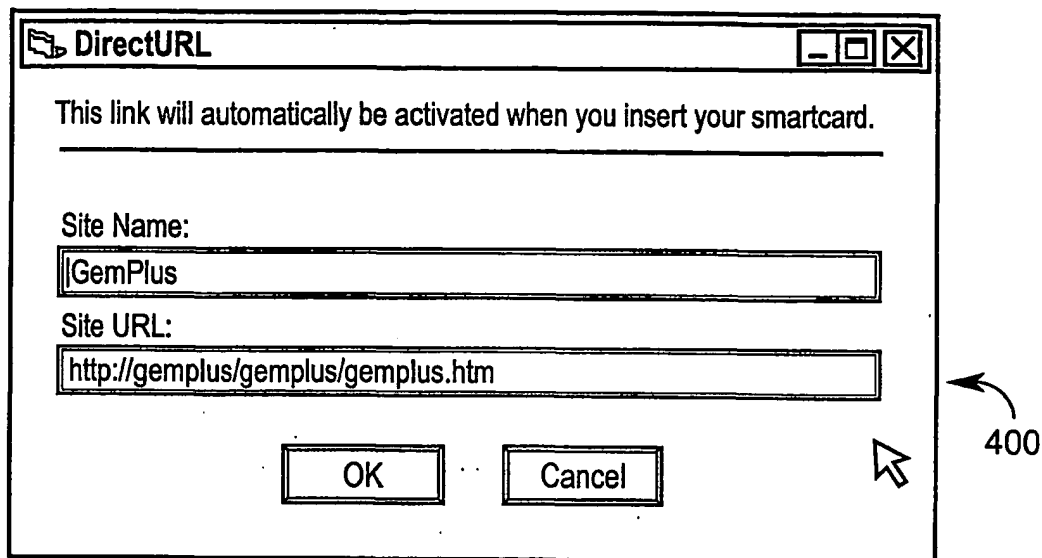 DirectURL
This link will automatically be activated when you insert your smartcard.
Site Name:
GemPlus
Site URL:
http://gemplus/gemplus/gemplus.htm
400
OK
Cancel